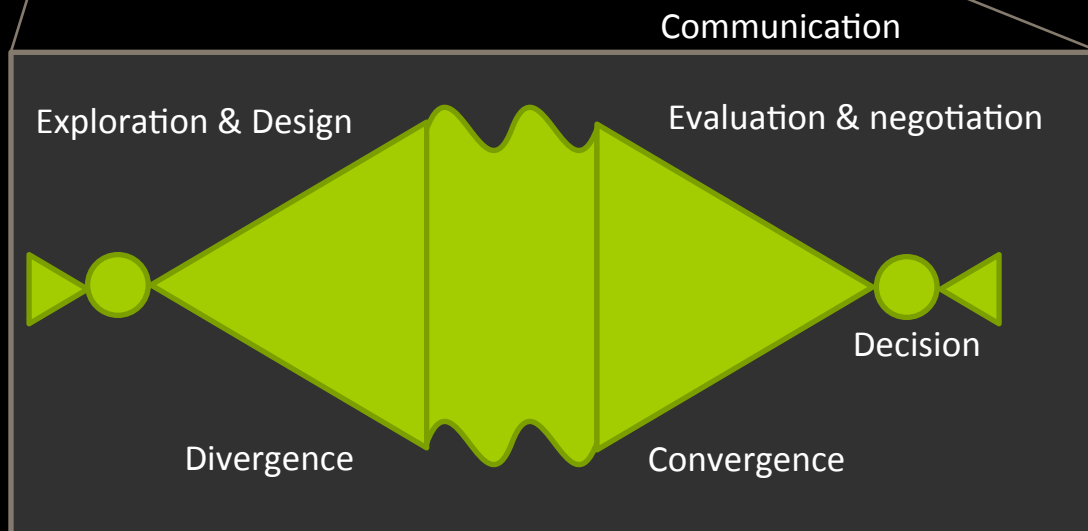 Communication
Exploration & Design
Evaluation & negotiation
Decision
Divergence
Convergence